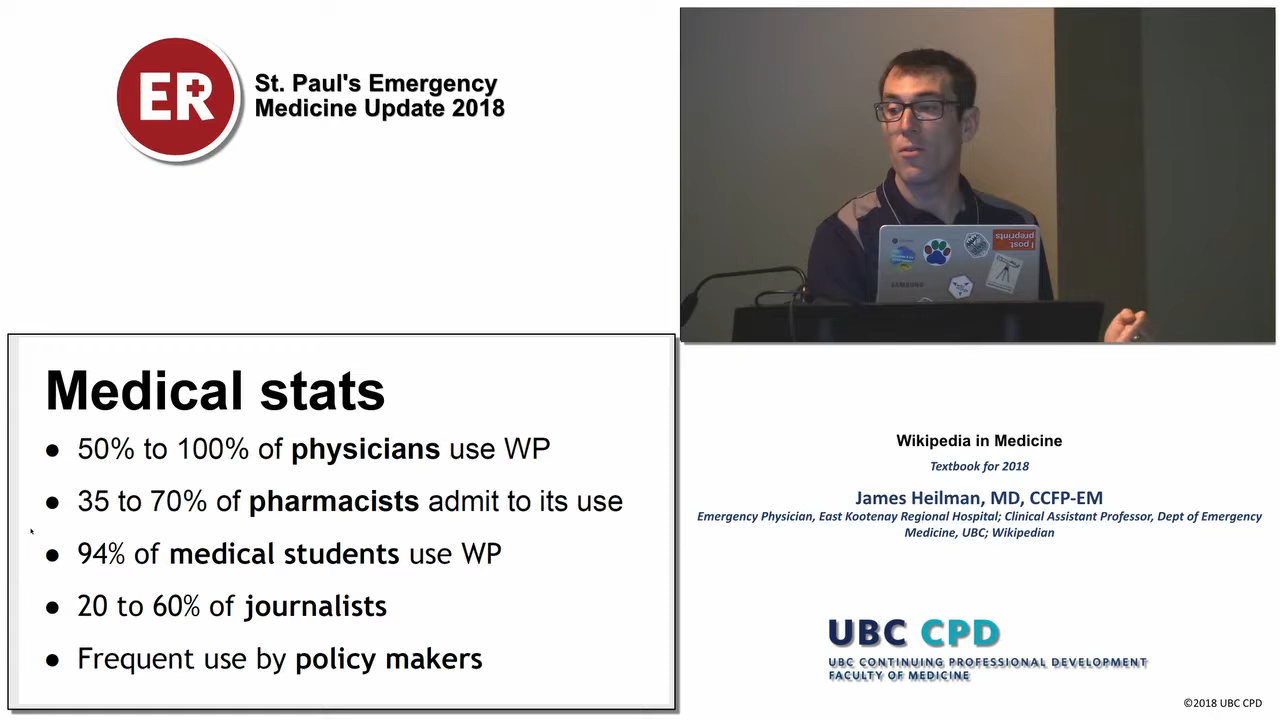 ER
St. Paul's Emergency
Medicine Update 2018
I post
preprints
SAMSUNG
Medical stats
● 50% to 100% of physicians use WP
● 35 to 70% of pharmacists admit to its use
● 94% of medical students use WP
● 20 to 60% of journalists
● Frequent use by policy makers
Wikipedia in Medicine
Textbook for 2018
James Heilman, MD, CCFP-EM
Emergency Physician, East Kootenay Regional Hospital; Clinical Assistant Professor, Dept of Emergency
Medicine, UBC; Wikipedian
UBC CPD
UBC CONTINUING PROFESSIONAL DEVELOPMENT
FACULTY OF MEDICINE
©2018 UBC CPD